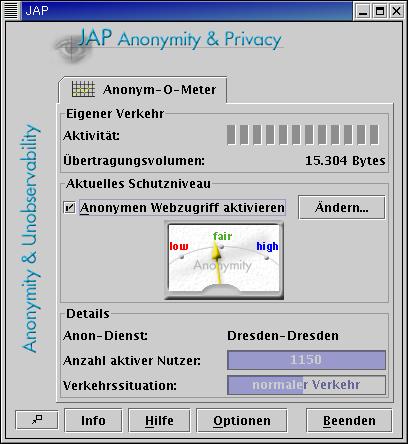 JAP
JAP Anonymity & Privacy
Anonymity & Unobservability
Anonym-O-Meter
Eigener Verkehr
Aktivität:
Übertragungsvolumen: 15.304 Bytes
Aktuelles Schutzniveau
Anonymen Webzugriff aktivieren Ändern...
fair
low high
Anonymity
Details
Anon-Dienst: Dresden-Dresden
Anzahl aktiver Nutzer: 1150
Verkehrssituation: normaler Verkehr
Info Hilfe Optionen Beenden